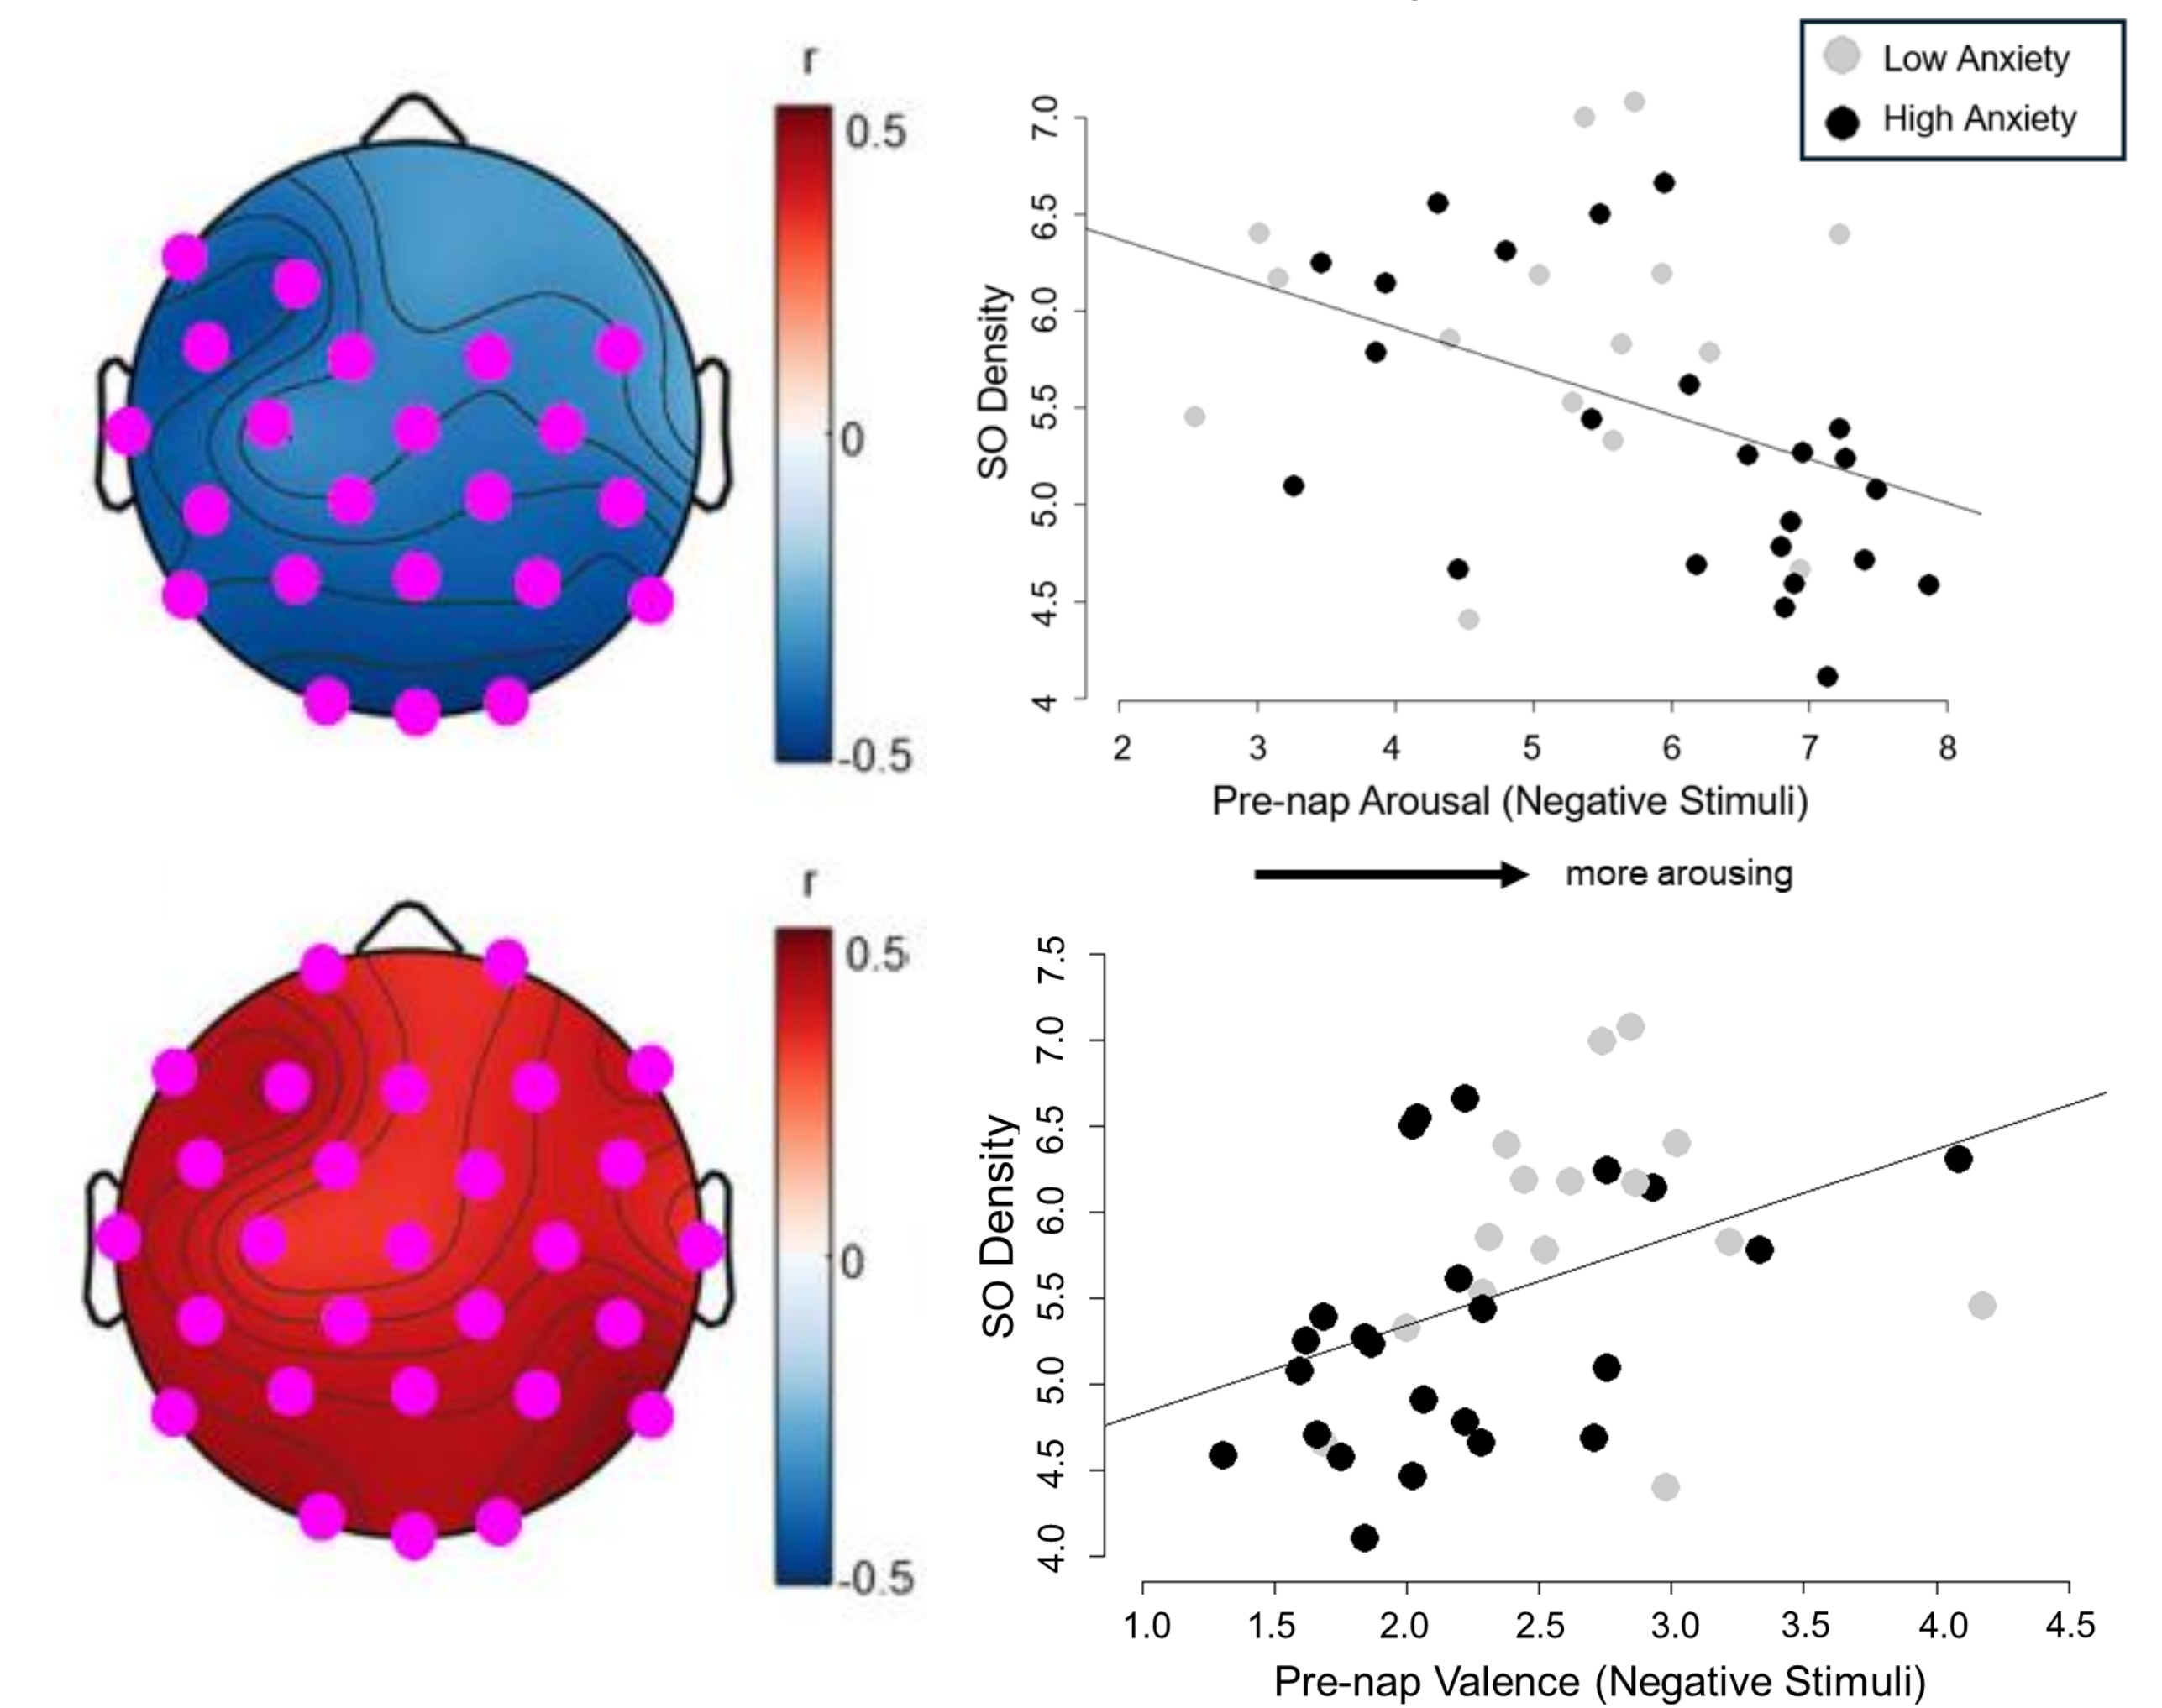 r
0.5
0
-0.5
Low Anxiety
High Anxiety
SO Density
7.0
6.5
6.0
5.5
5.0
4.5
4
2 3 4 5 6 7 8
Pre-nap Arousal (Negative Stimuli)
more arousing
r
0.5
0
-0.5
SO Density
7.5
7.0
6.5
6.0
5.5
5.0
4.5
4.0
1.0 1.5 2.0 2.5 3.0 3.5 4.0 4.5
Pre-nap Valence (Negative Stimuli)